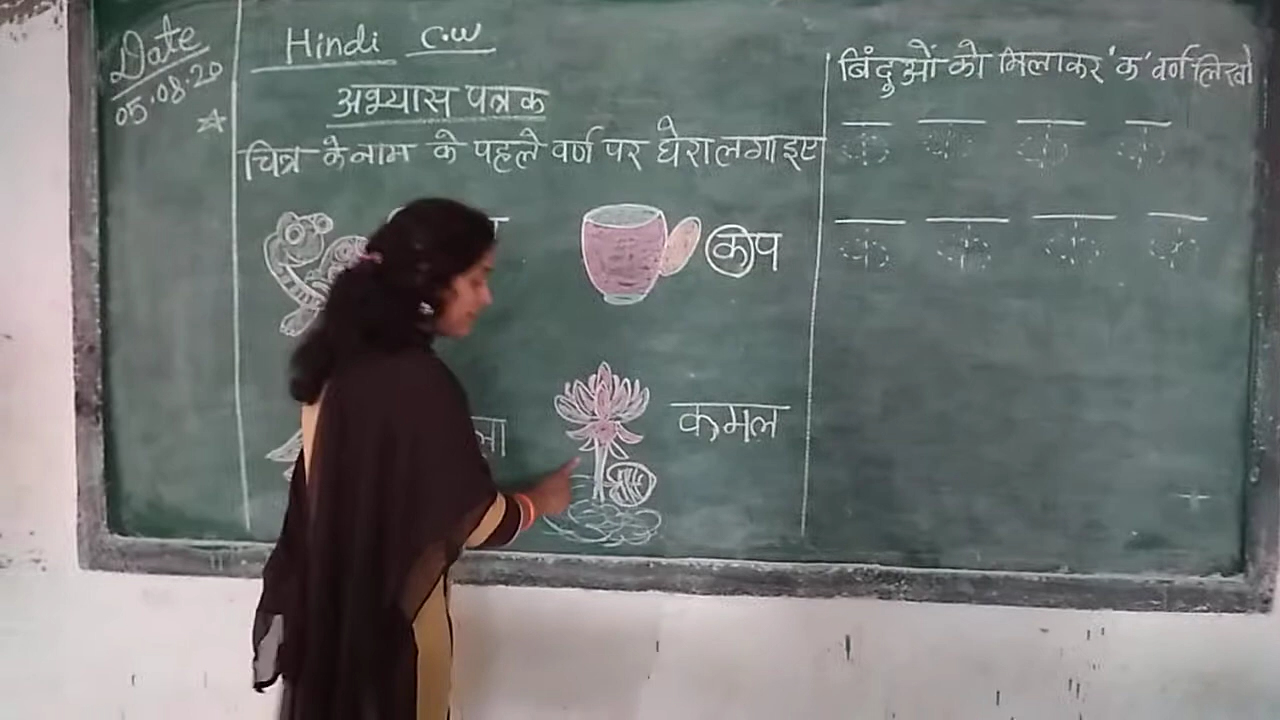 Date
05.08.20
Hindi C.W
अभ्यास पत्रक
चित्र के नाम के पहले वर्ण पर घेरा लगाइए
कप
कमल
बिंदुओं को मिलाकर 'क' वर्ण लिखो
क क क क
क क क क